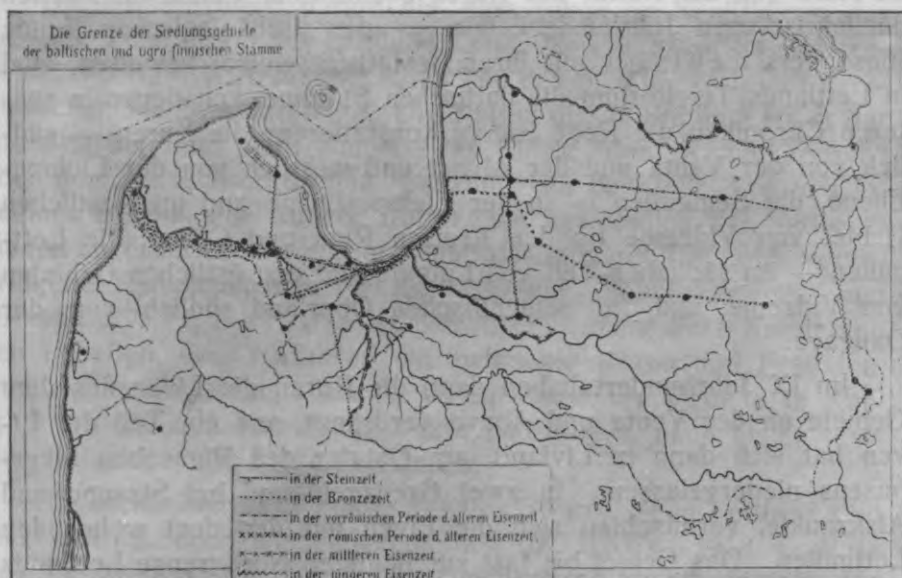 Die Grenze der Siedlungsgebiete
der baltischen und ugro-finnischen Stämme
in der Steinzeit
in der Bronzezeit
in der vorrömischen Periode d. älteren Eisenzeit
in der römischen Periode d. älteren Eisenzeit,
in der mittleren Eisenzeit,
in der jüngeren Eisenzeit